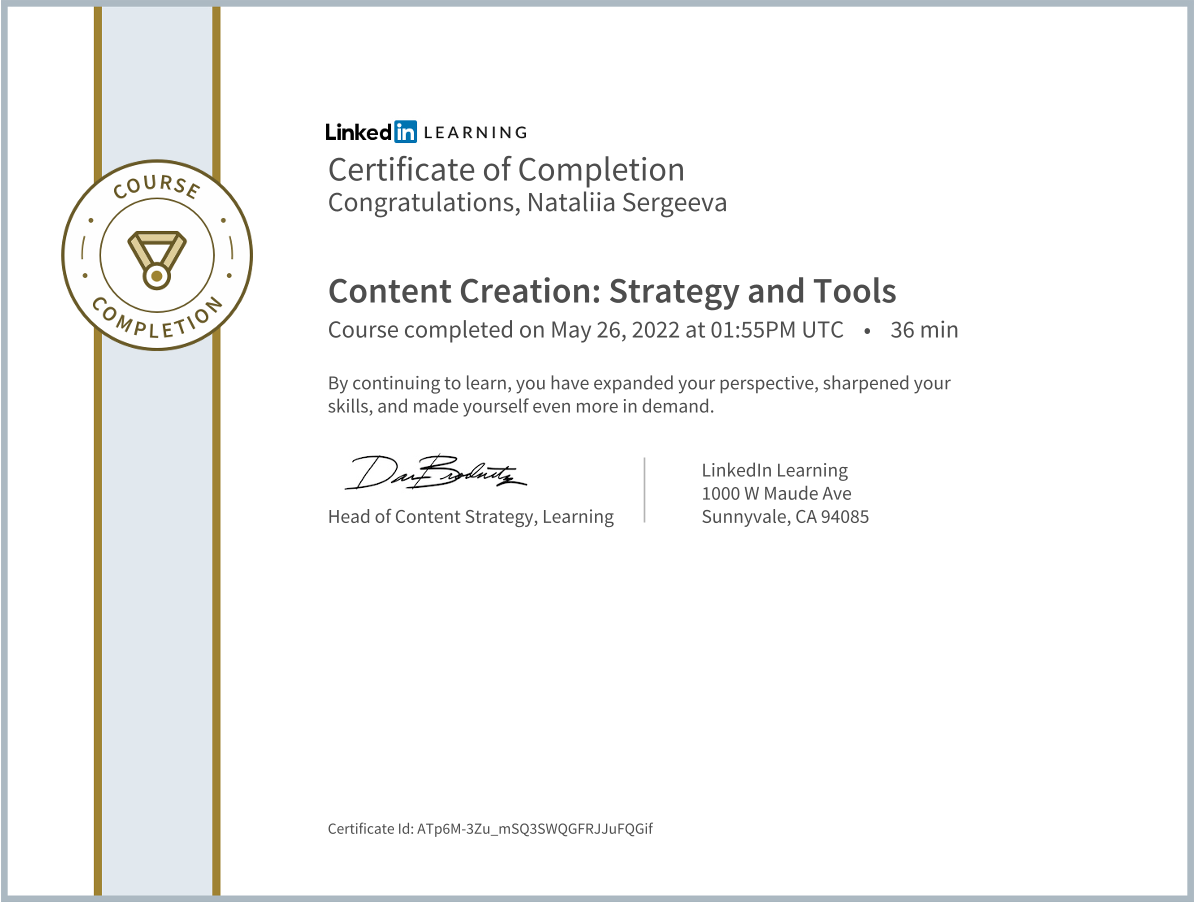 COURSE
COMPLETION
Linked in LEARNING
Certificate of Completion
Congratulations, Nataliia Sergeeva
Content Creation: Strategy and Tools
Course completed on May 26, 2022 at 01:55PM UTC • 36 min
By continuing to learn, you have expanded your perspective, sharpened your
skills, and made yourself even more in demand.
Dan Brodnitz
Head of Content Strategy, Learning
LinkedIn Learning
1000 W Maude Ave
Sunnyvale, CA 94085
Certificate Id: ATp6M-3Zu_mSQ3SWQGFRJJuFQGif